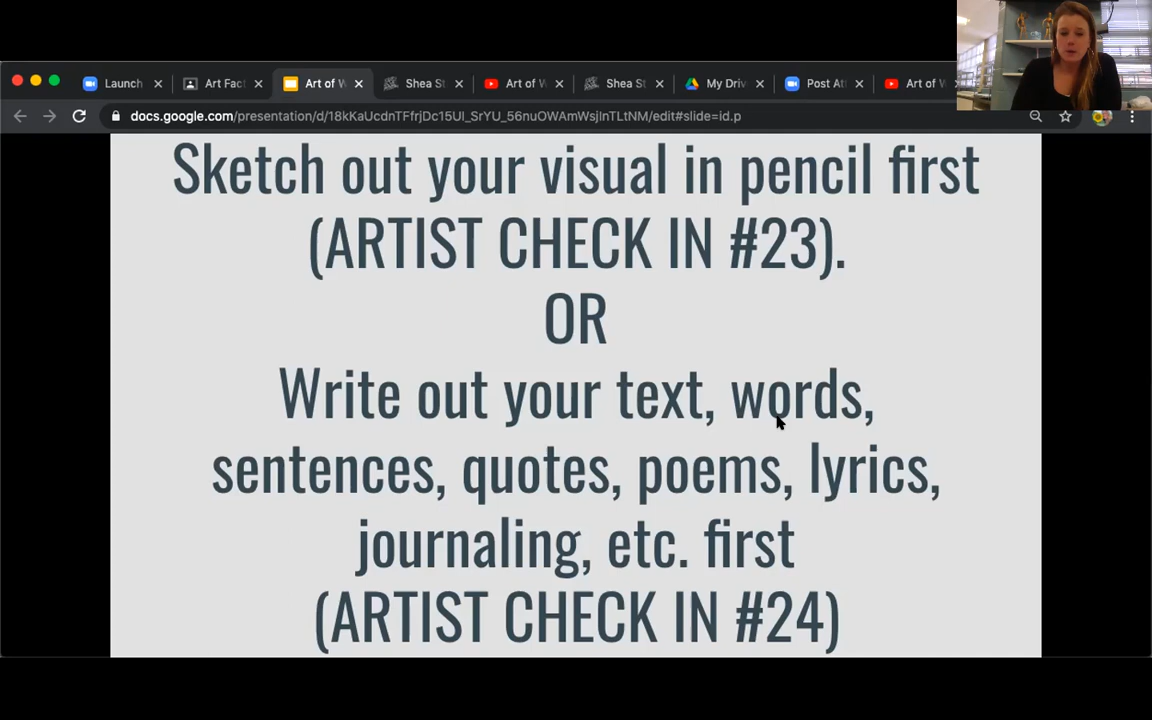 Launch
Art Fact
Art of W
Shea St
Art of W
Shea St
My Driv
Post Att
Art of W
docs.google.com/presentation/d/18kKaUcdnTFfrjDc15UI_SrYU_56nuOWAmWsjInTLtNM/edit#slide=id.p
Sketch out your visual in pencil first
(ARTIST CHECK IN #23).
OR
Write out your text, words,
sentences, quotes, poems, lyrics,
journaling, etc. first
(ARTIST CHECK IN #24)